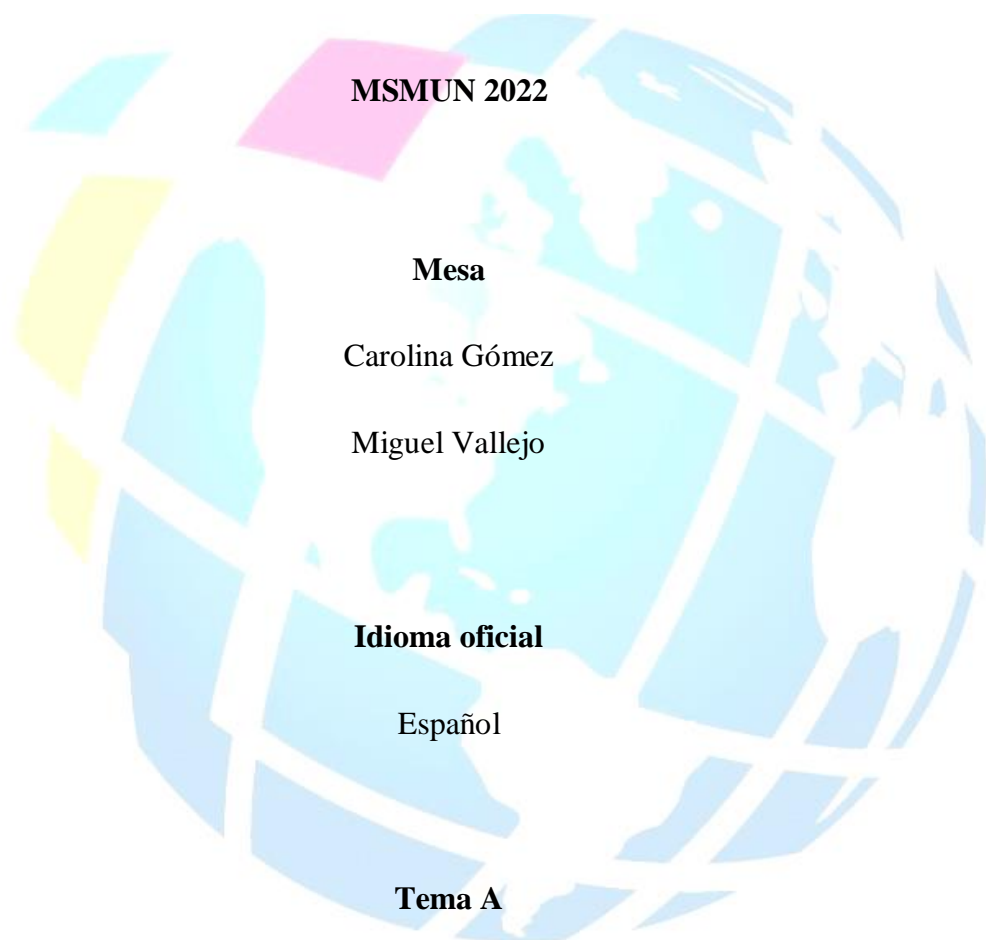 MSMUN 2022
Mesa
Carolina Gómez
Miguel Vallejo
Idioma oficial
Español
Tema A